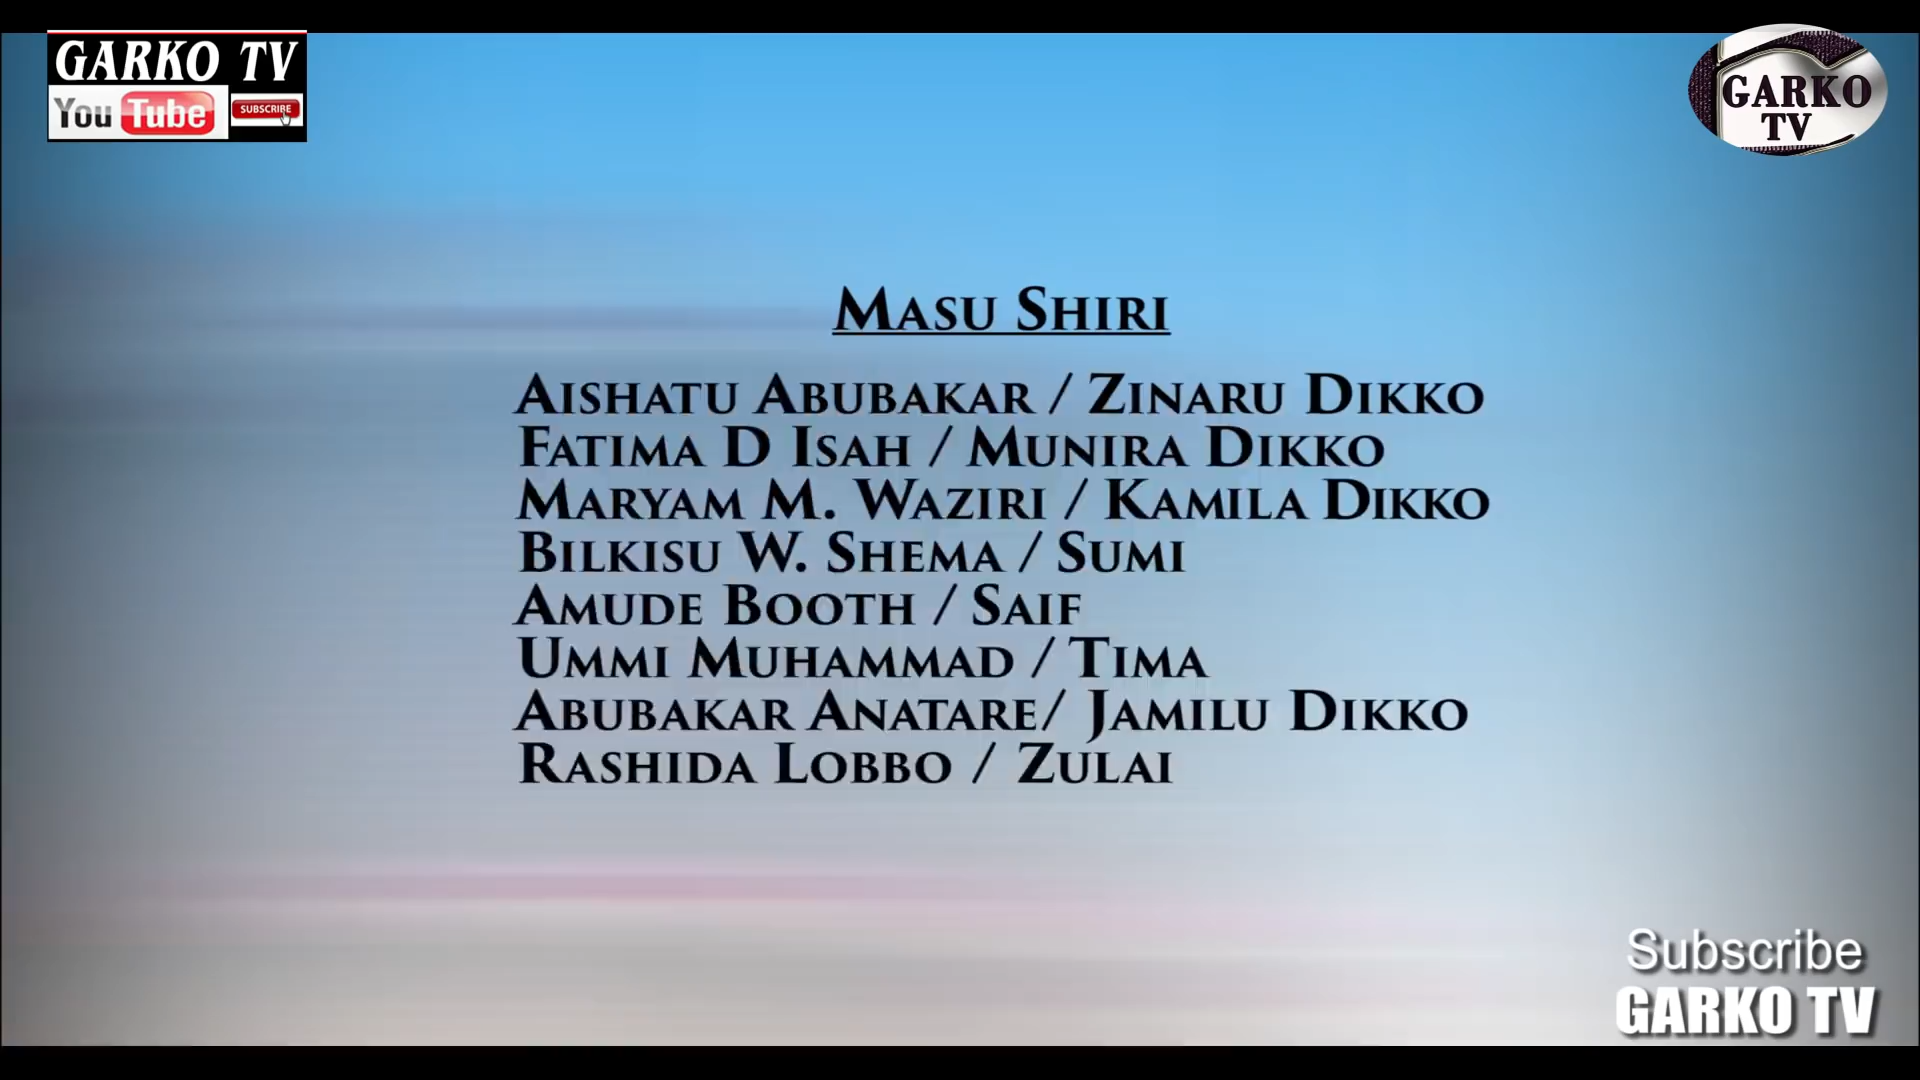 GARKO TV
You Tube SUBSCRIBE
GARKO
TV
MASU SHIRI
AISHATU ABUBAKAR / ZINARU DIKKO
FATIMA D ISAH / MUNIRA DIKKO
MARYAM M. WAZIRI / KAMILA DIKKO
BILKISU W. SHEMA / SUMI
AMUDE BOOTH / SAIF
UMMI MUHAMMAD / TIMA
ABUBAKAR ANATARE/ JAMILU DIKKO
RASHIDA LOBBO / ZULAI
Subscribe
GARKO TV